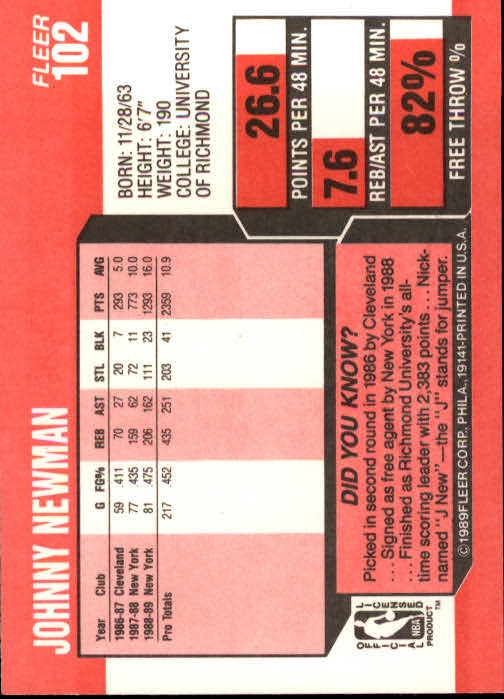 JOHNNY NEWMAN
FLEER
102
Year Club G FG% REB AST STL BLK PTS AVG
1986-87 Cleveland 59 .411 70 27 20 7 293 5.0
1987-88 New York 77 .435 159 62 72 11 773 10.0
1988-89 New York 81 .475 206 162 111 23 1293 16.0
Pro Totals 217 .452 435 251 203 41 2359 10.9
BORN: 11/28/63
HEIGHT: 6'7"
WEIGHT: 190
COLLEGE: UNIVERSITY
OF RICHMOND
26.6
POINTS PER 48 MIN.
7.6
REB/AST PER 48 MIN.
82%
FREE THROW %
DID YOU KNOW?
Picked in second round in 1986 by Cleveland
. . . Signed as free agent by New York in 1988
. . . Finished as Richmond University's all-
time scoring leader with 2,383 points . . . Nick-
named "J New"—the "J" stands for jumper.
OFFICIAL LICENSED
NBA
PRODUCT™
©1989 FLEER CORP., PHILA., 19141-PRINTED IN U.S.A.